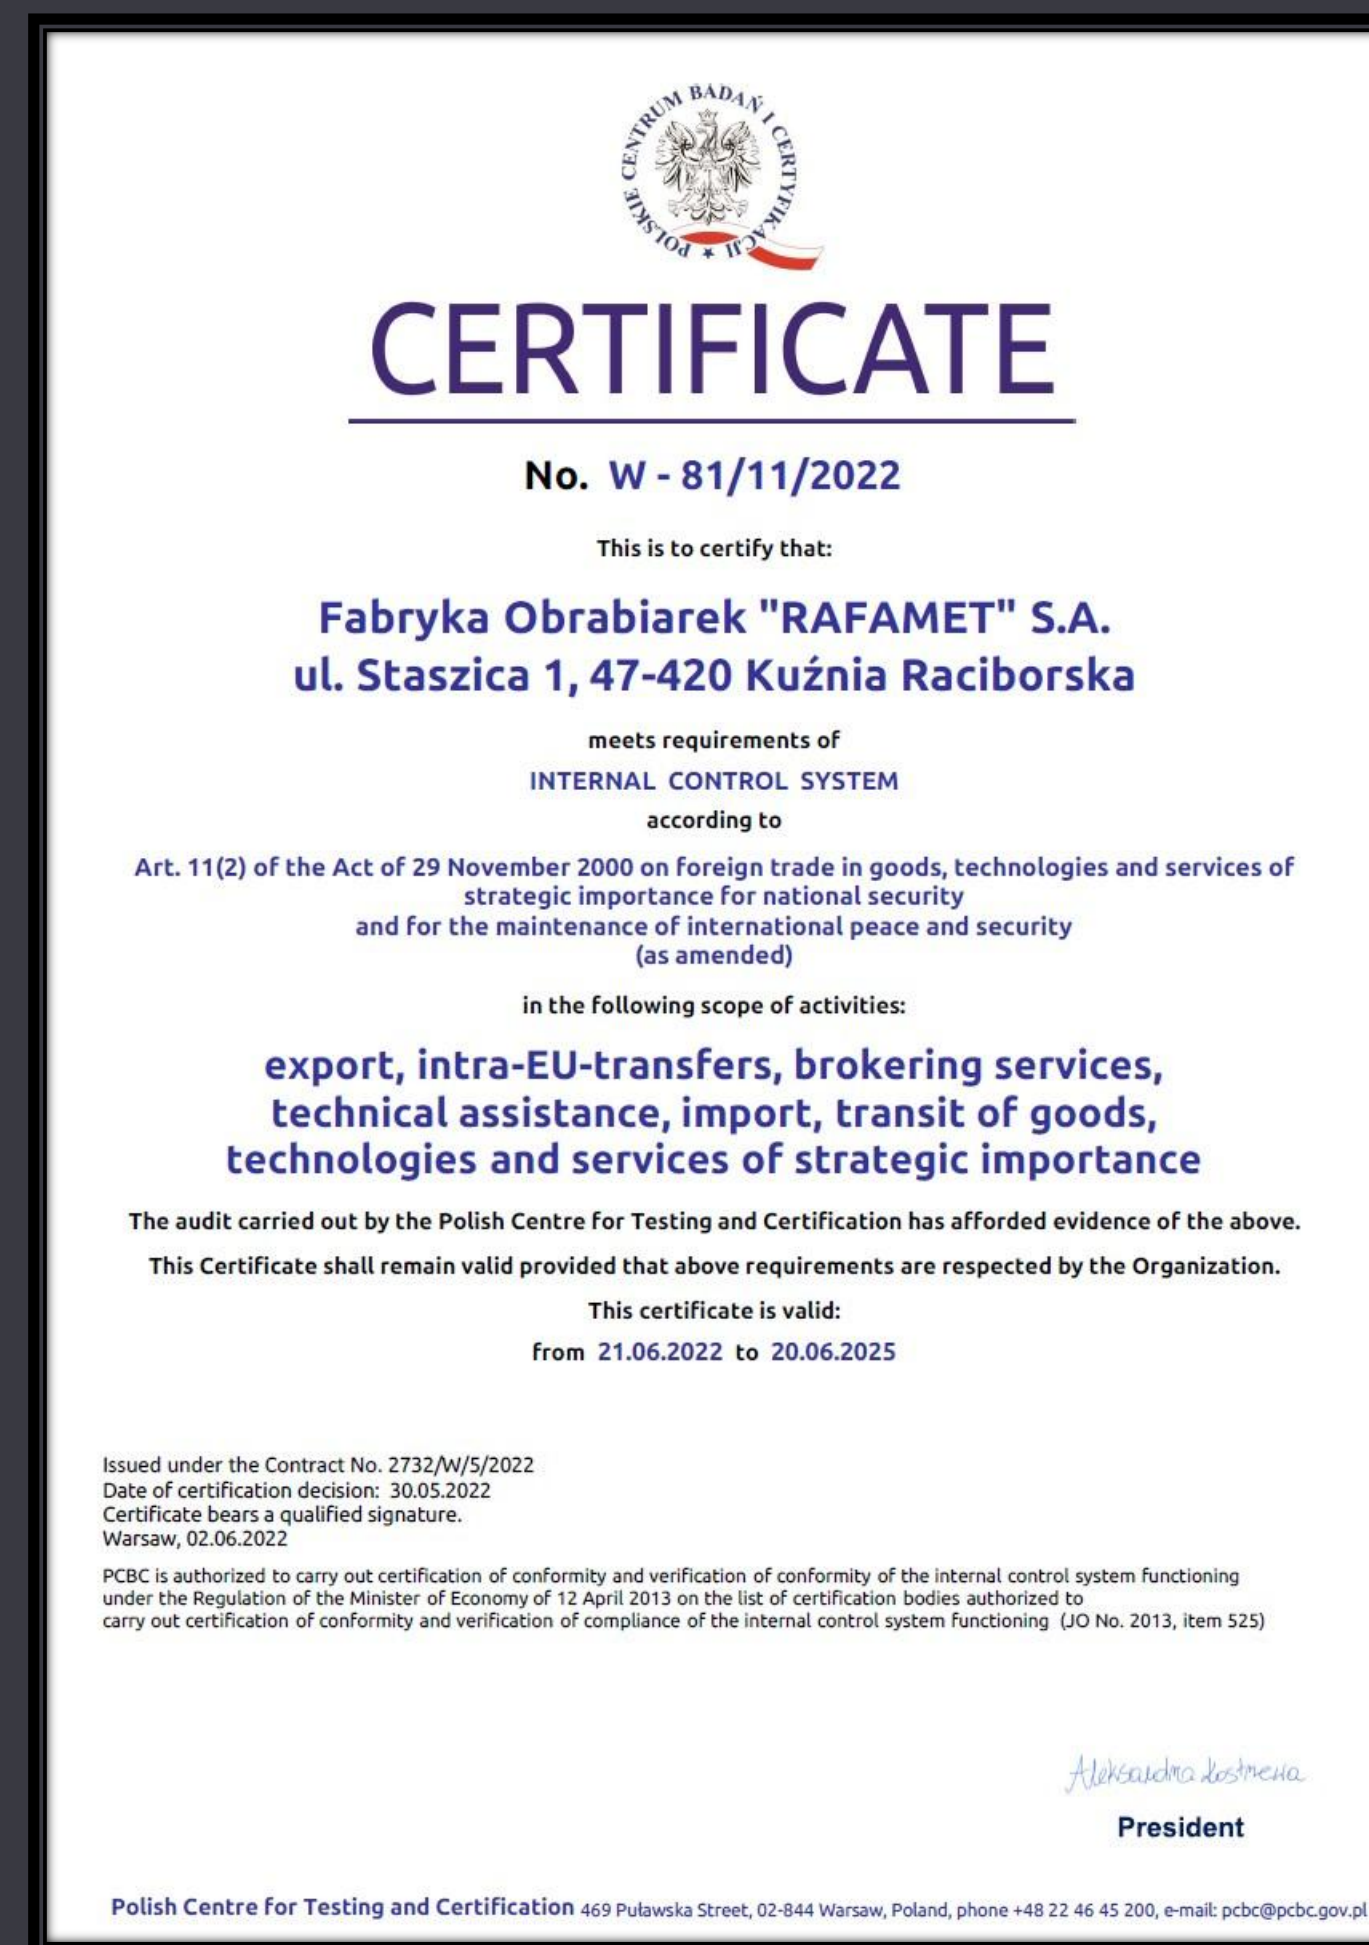 POLSKIE CENTRUM BADAŃ I CERTYFIKACJI
CERTIFICATE
No. W - 81/11/2022
This is to certify that:
Fabryka Obrabiarek "RAFAMET" S.A.
ul. Staszica 1, 47-420 Kuźnia Raciborska
meets requirements of
INTERNAL CONTROL SYSTEM
according to
Art. 11(2) of the Act of 29 November 2000 on foreign trade in goods, technologies and services of
strategic importance for national security
and for the maintenance of international peace and security
(as amended)
in the following scope of activities:
export, intra-EU-transfers, brokering services,
technical assistance, import, transit of goods,
technologies and services of strategic importance
The audit carried out by the Polish Centre for Testing and Certification has afforded evidence of the above.
This Certificate shall remain valid provided that above requirements are respected by the Organization.
This certificate is valid:
from 21.06.2022 to 20.06.2025
Issued under the Contract No. 2732/W/5/2022
Date of certification decision: 30.05.2022
Certificate bears a qualified signature.
Warsaw, 02.06.2022
PCBC is authorized to carry out certification of conformity and verification of conformity of the internal control system functioning
under the Regulation of the Minister of Economy of 12 April 2013 on the list of certification bodies authorized to
carry out certification of conformity and verification of compliance of the internal control system functioning (JO No. 2013, item 525)
Aleksandra
President
Polish Centre for Testing and Certification 469 Puławska Street, 02-844 Warsaw, Poland, phone +48 22 46 45 200, e-mail: pcbc@pcbc.gov.pl